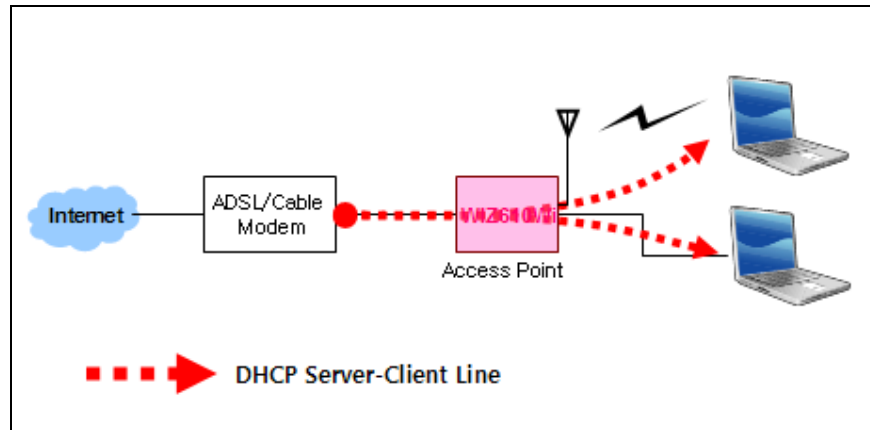 Internet
ADSL/Cable
Modem
Access Point
DHCP Server-Client Line